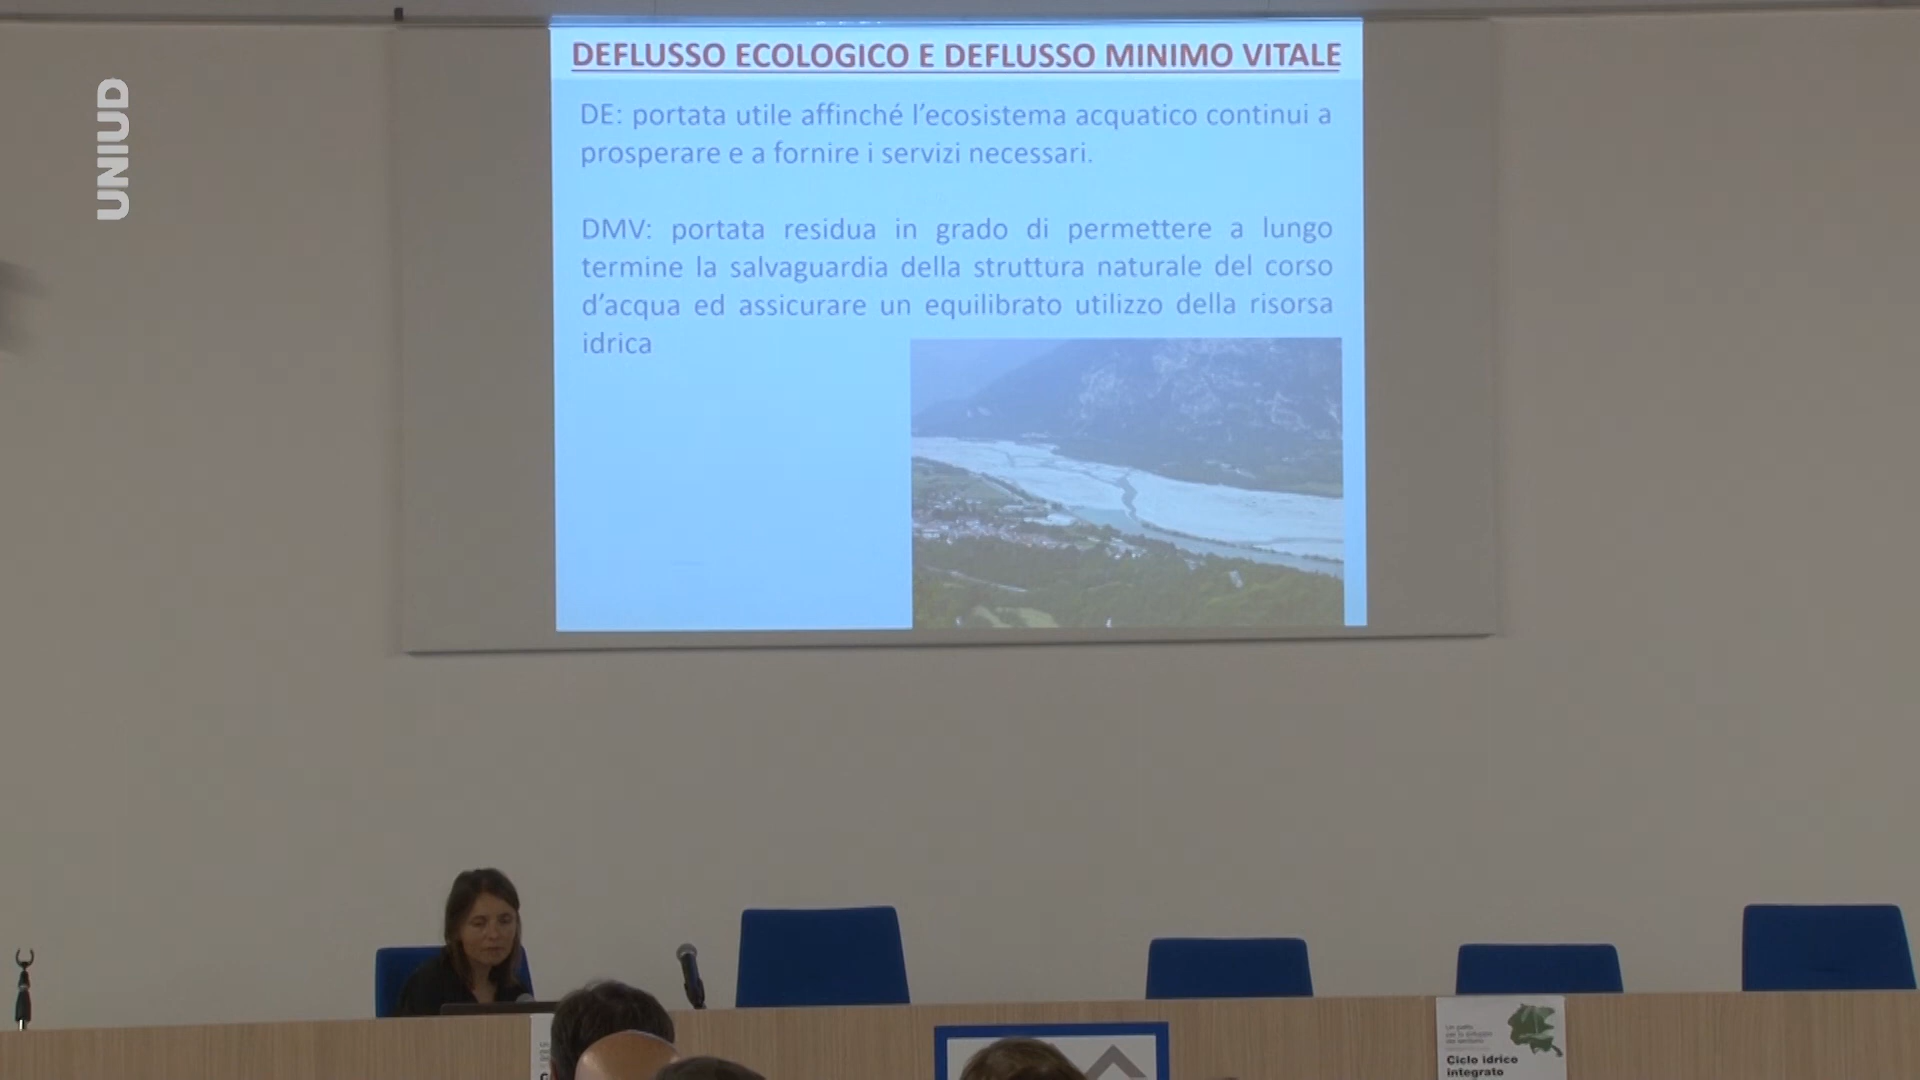 UNIUD
DEFLUSSO ECOLOGICO E DEFLUSSO MINIMO VITALE
DE: portata utile affinché l'ecosistema acquatico continui a
prosperare e a fornire i servizi necessari.
DMV: portata residua in grado di permettere a lungo
termine la salvaguardia della struttura naturale del corso
d'acqua ed assicurare un equilibrato utilizzo della risorsa
idrica
Ciclo idrico
integrato